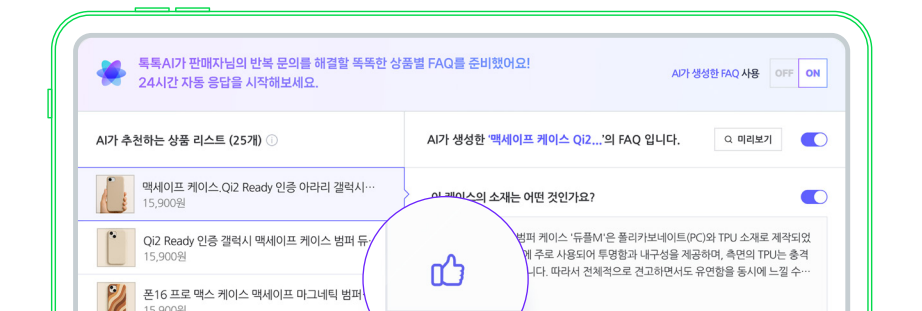 톡톡AI가 판매자님의 반복 문의를 해결할 똑똑한 상품별 FAQ를 준비했어요!
24시간 자동 응답을 시작해보세요.
AI가 생성한 FAQ 사용 OFF ON
AI가 추천하는 상품 리스트 (25개)
AI가 생성한 '맥세이프 케이스 Qi2...'의 FAQ 입니다.
미리보기
맥세이프 케이스.Qi2 Ready 인증 아라리 갤럭시…
15,900원
Qi2 Ready 인증 갤럭시 맥세이프 케이스 범퍼 듀
15,900원
폰16 프로 맥스 케이스 맥세이프 마그네틱 범퍼
15,900원
소재는 어떤 것인가요?
범퍼 케이스 '듀플M'은 폴리카보네이트(PC)와 TPU 소재로 제작되었
에 주로 사용되어 투명함과 내구성을 제공하며, 측면의 TPU는 충격
니다. 따라서 전체적으로 견고하면서도 유연함을 동시에 느낄 수…